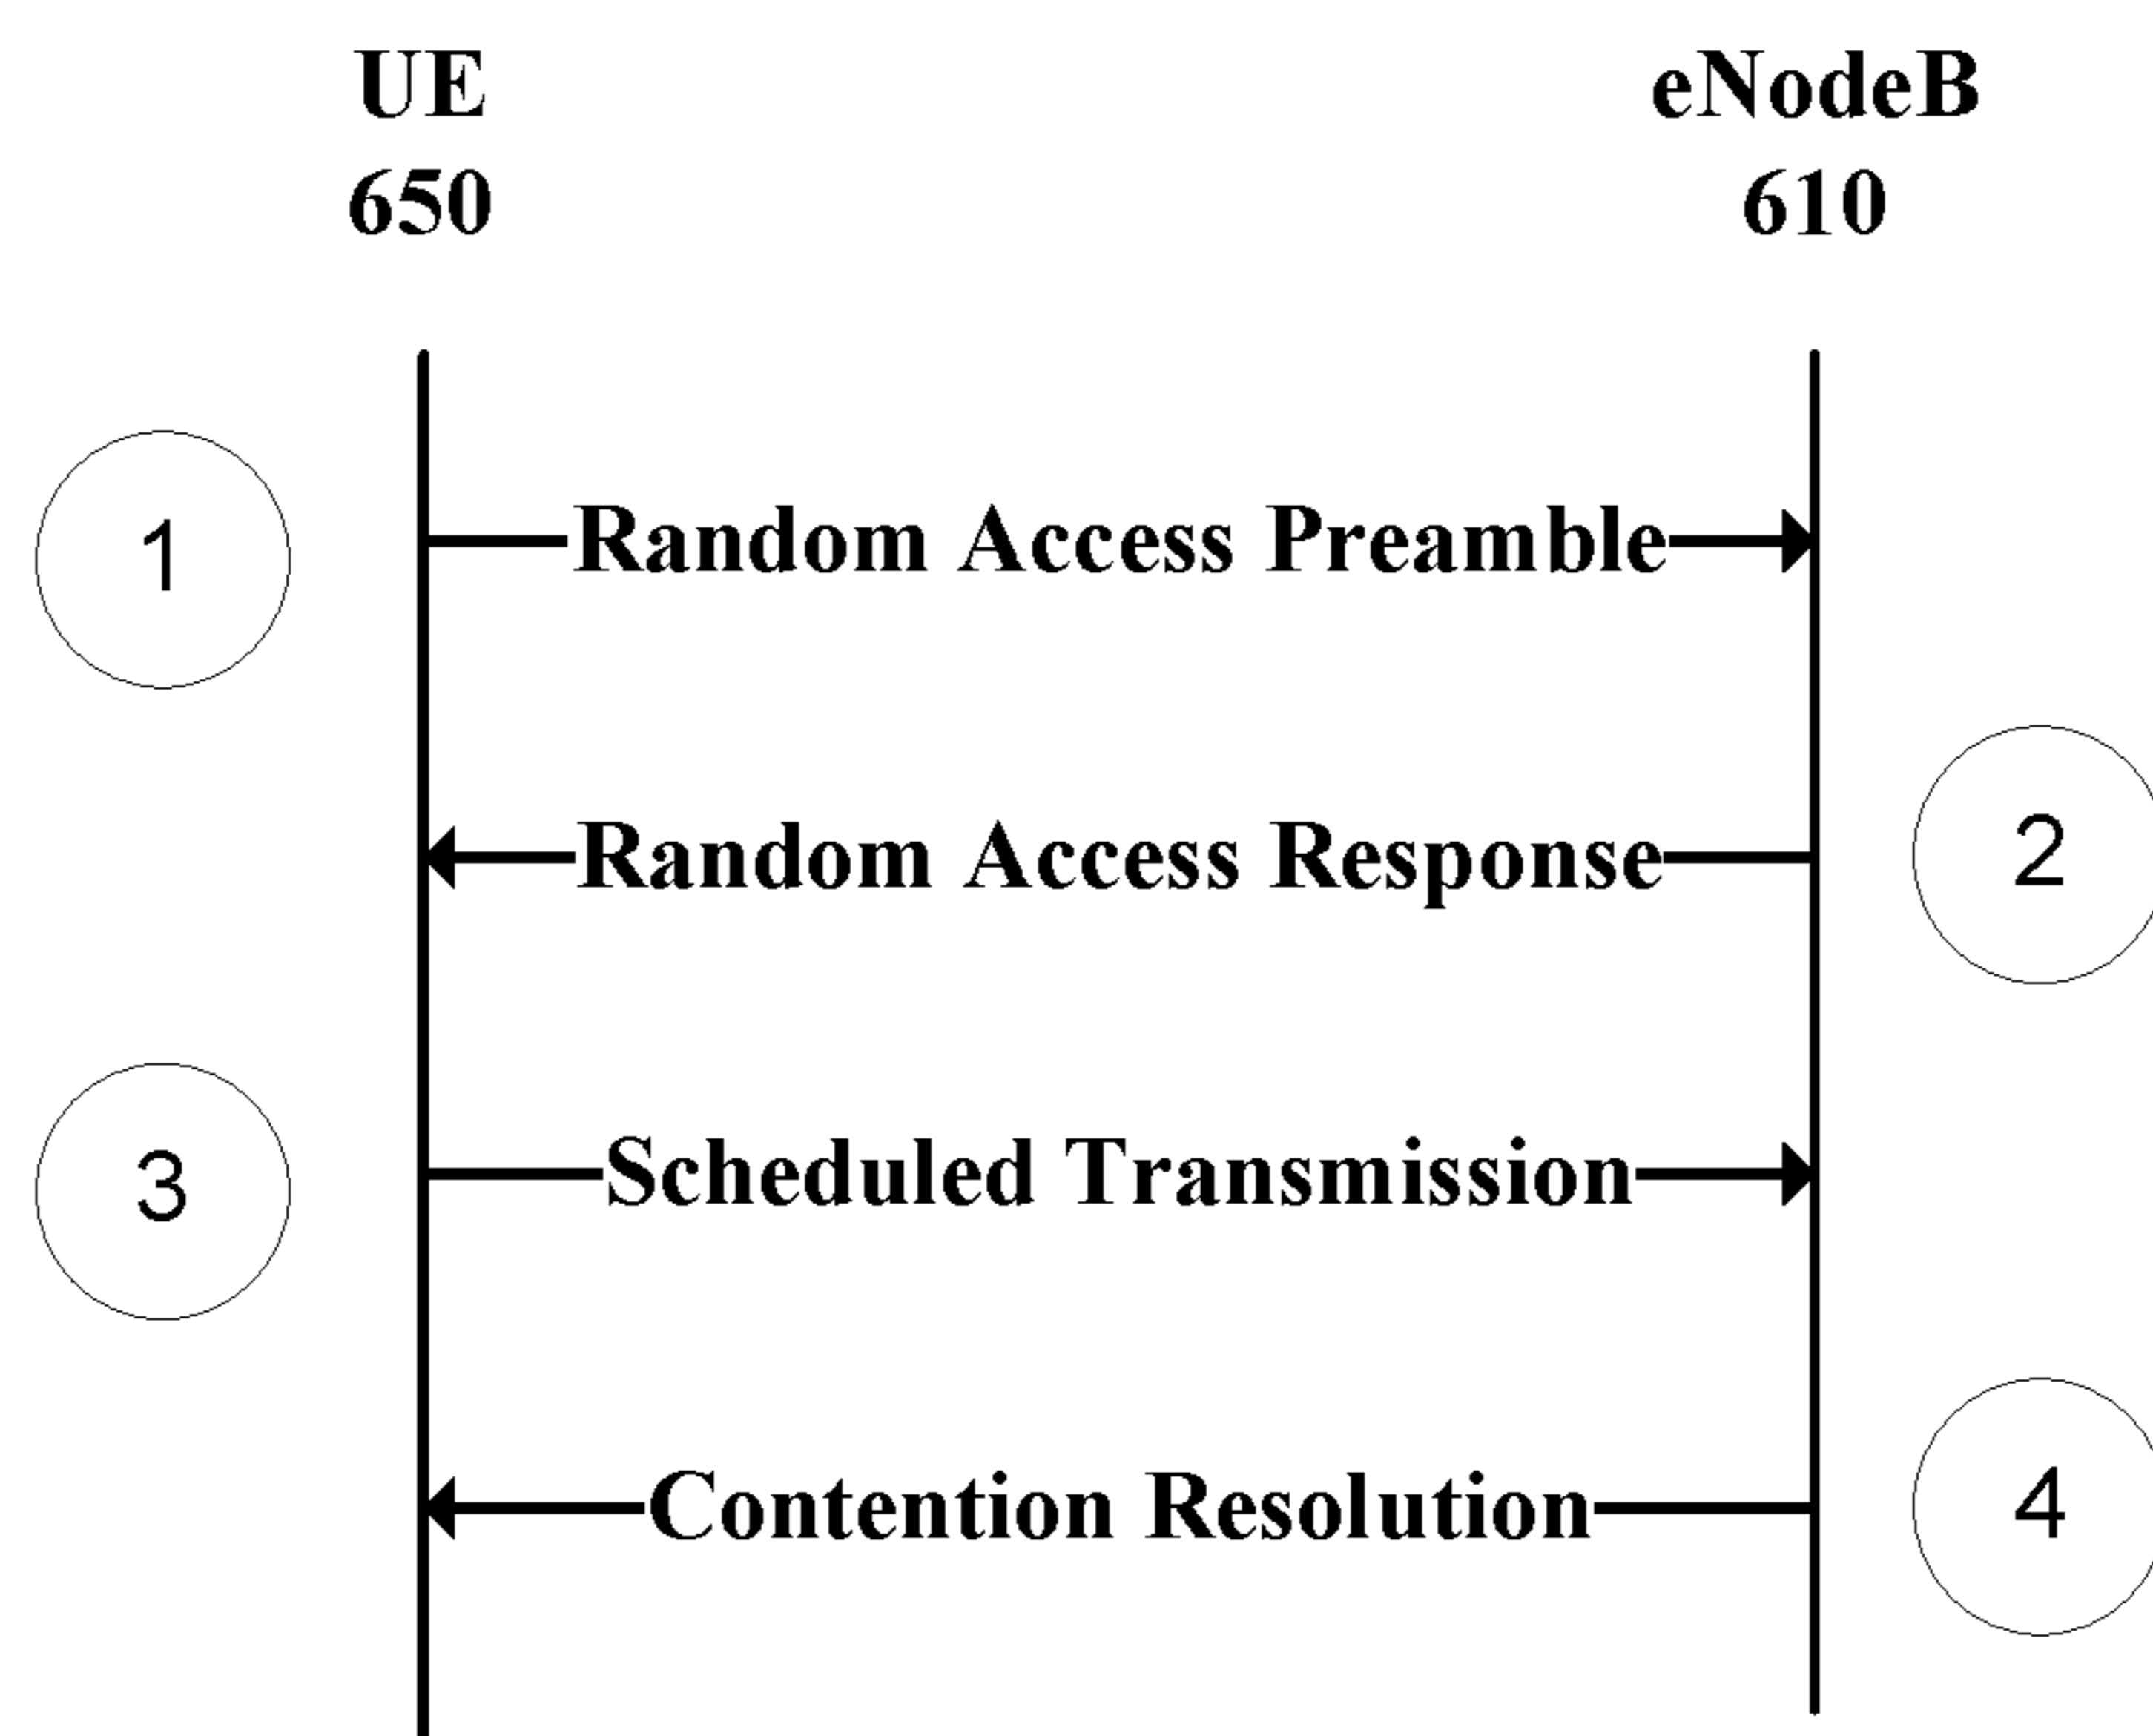 UE
650
eNodeB
610
1
Random Access Preamble
Random Access Response
2
3
Scheduled Transmission
Contention Resolution
4